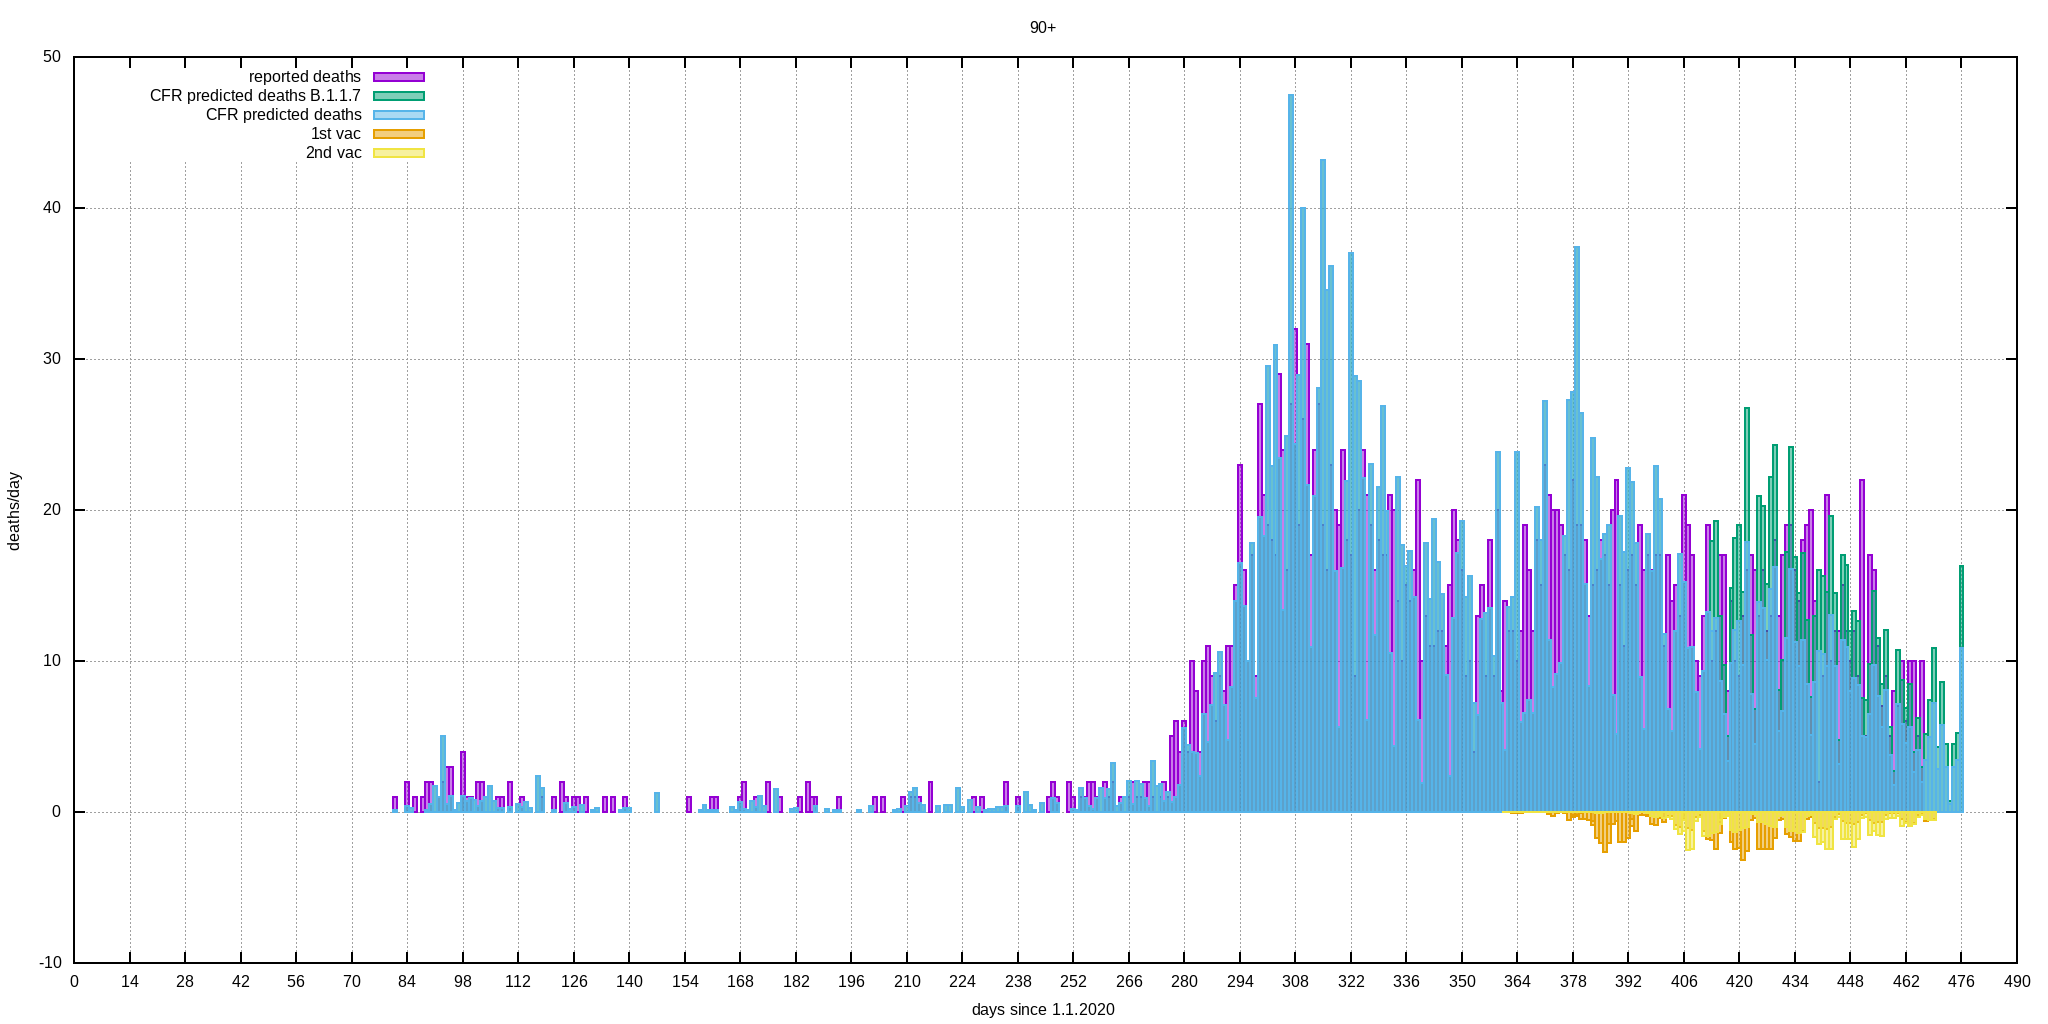 90+
50
40
30
20
10
0
-10
deaths/day
reported deaths
CFR predicted deaths B.1.1.7
CFR predicted deaths
1st vac
2nd vac
0 14 28 42 56 70 84 98 112 126 140 154 168 182 196 210 224 238 252 266 280 294 308 322 336 350 364 378 392 406 420 434 448 462 476 490
days since 1.1.2020